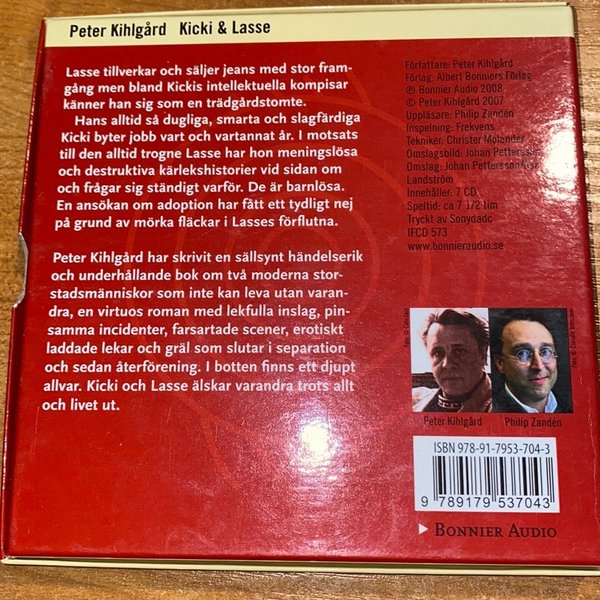 Peter Kihlgård Kicki & Lasse
Lasse tillverkar och säljer jeans med stor fram-
gång men bland Kickis intellektuella kompisar
känner han sig som en trädgårdstomte.
Hans alltid så dugliga, smarta och slagfärdiga
Kicki byter jobb vart och vartannat år. I motsats
till den alltid trogne Lasse har hon meningslösa
och destruktiva kärlekshistorier vid sidan om
och frågar sig ständigt varför. De är barnlösa.
En ansökan om adoption har fått ett tydligt nej
på grund av mörka fläckar i Lasses förflutna.
Peter Kihlgård har skrivit en sällsynt händelserik
och underhållande bok om två moderna stor-
stadsmänniskor som inte kan leva utan varan-
dra, en virtuos roman med lekfulla inslag, pin-
samma incidenter, farsartade scener, erotiskt
laddade lekar och gräl som slutar i separation
och sedan återförening. I botten finns ett djupt
allvar. Kicki och Lasse älskar varandra trots allt
och livet ut.
Författare: Peter Kihlgård
Förlag: Albert Bonniers Förlag
℗ Bonnier Audio 2008
© Peter Kihlgård 2007
Uppläsare: Philip Zandén
Inspelning: Frekvens
Tekniker: Christer Molander
Omslagsbild: Johan Petterson
Omslag: Johan Petterson/
Landström
Innehåller: 7 CD
Speltid: ca 7 1/2 tim
Tryckt av Sonydadc
IFCD 573
www.bonnieraudio.se
Peter Kihlgård Philip Zandén
ISBN 978-91-7953-704-3
9 789179 537043
BONNIER AUDIO